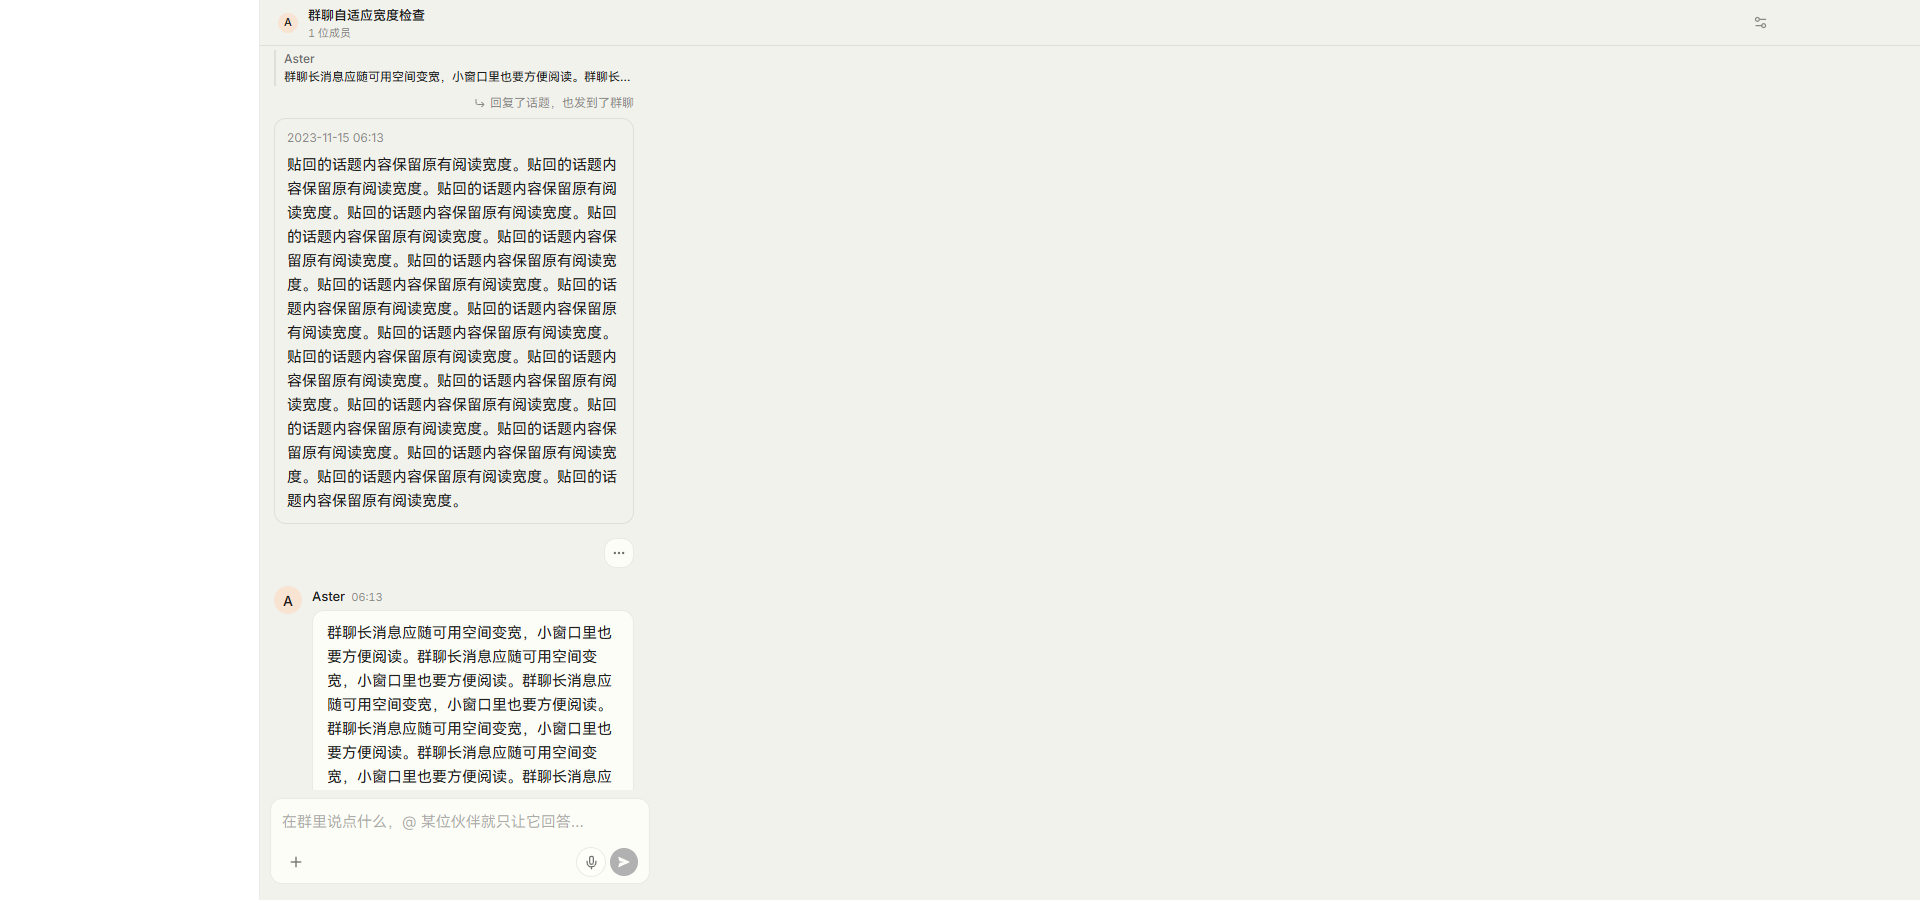 A
群聊自适应宽度检查
1 位成员
Aster
群聊长消息应随可用空间变宽，小窗口里也要方便阅读。群聊长...
回复了话题，也发到了群聊
2023-11-15 06:13
贴回的话题内容保留原有阅读宽度。贴回的话题内
容保留原有阅读宽度。贴回的话题内容保留原有阅
读宽度。贴回的话题内容保留原有阅读宽度。贴回
的话题内容保留原有阅读宽度。贴回的话题内容保
留原有阅读宽度。贴回的话题内容保留原有阅读宽
度。贴回的话题内容保留原有阅读宽度。贴回的话
题内容保留原有阅读宽度。贴回的话题内容保留原
有阅读宽度。贴回的话题内容保留原有阅读宽度。
贴回的话题内容保留原有阅读宽度。贴回的话题内
容保留原有阅读宽度。贴回的话题内容保留原有阅
读宽度。贴回的话题内容保留原有阅读宽度。贴回
的话题内容保留原有阅读宽度。贴回的话题内容保
留原有阅读宽度。贴回的话题内容保留原有阅读宽
度。贴回的话题内容保留原有阅读宽度。贴回的话
题内容保留原有阅读宽度。
A
Aster 06:13
群聊长消息应随可用空间变宽，小窗口里也
要方便阅读。群聊长消息应随可用空间变
宽，小窗口里也要方便阅读。群聊长消息应
随可用空间变宽，小窗口里也要方便阅读。
群聊长消息应随可用空间变宽，小窗口里也
要方便阅读。群聊长消息应随可用空间变
宽，小窗口里也要方便阅读。群聊长消息应
在群里说点什么，@ 某位伙伴就只让它回答...